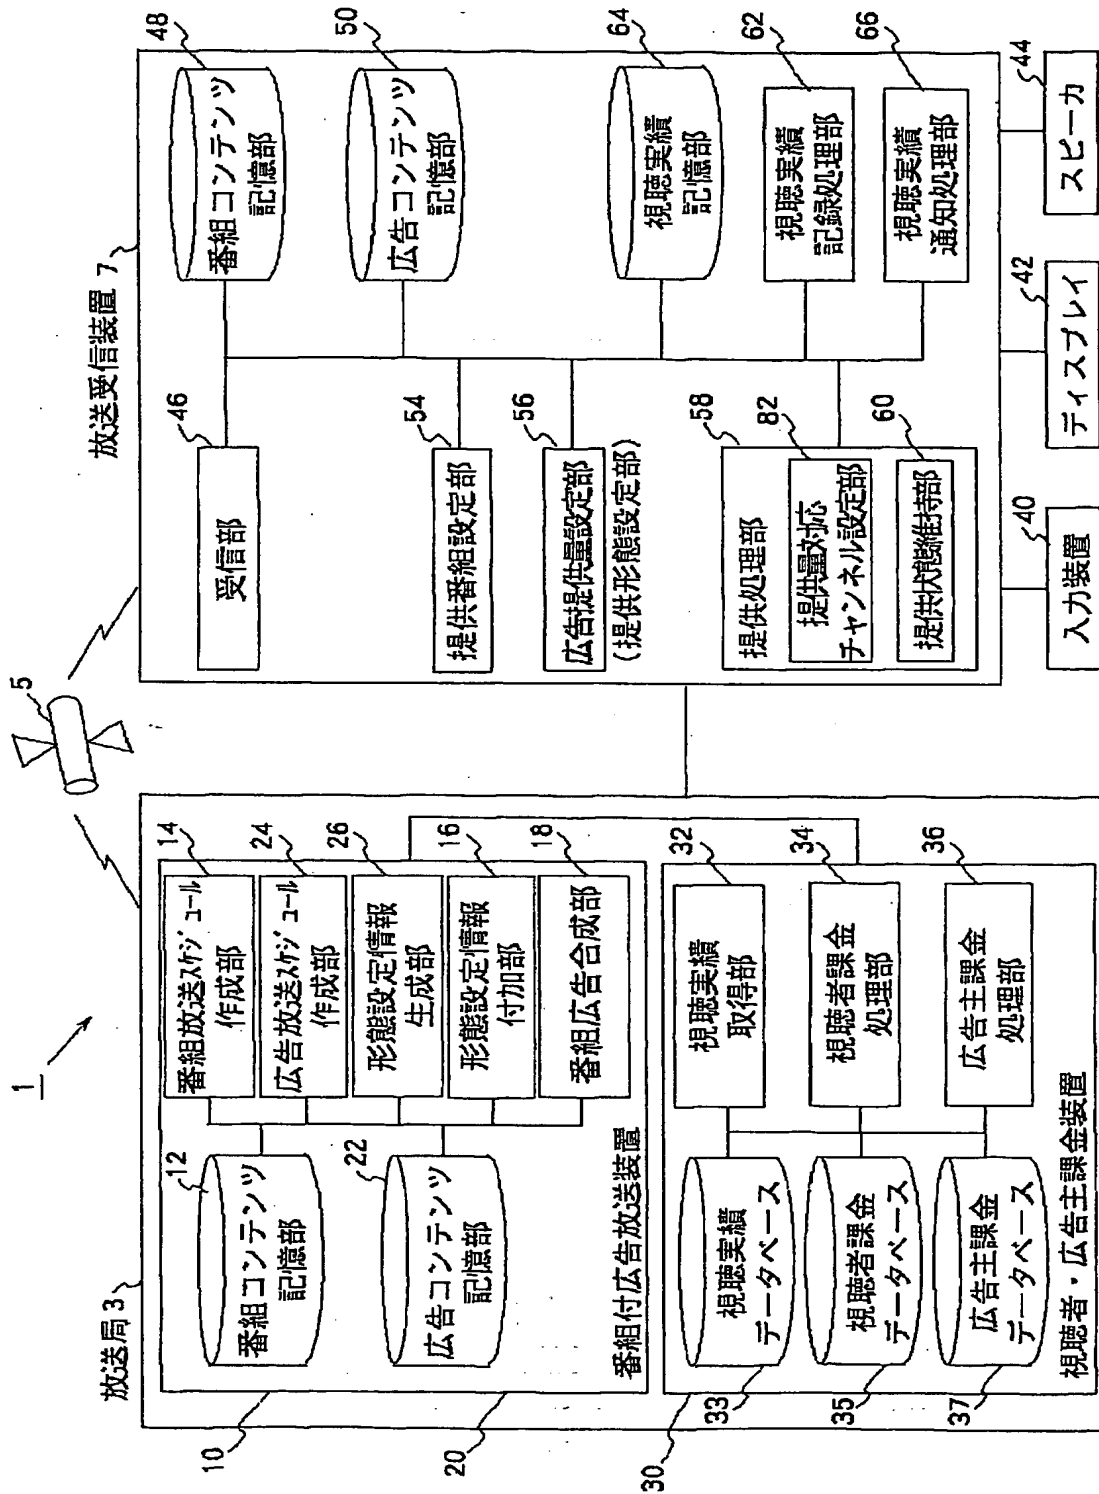 1
5
放送局 3
10
12
番組コンテンツ
記憶部
20
22
広告コンテンツ
記憶部
14
番組放送スケジュール
作成部
24
広告放送スケジュール
作成部
26
形態設定情報
生成部
16
形態設定情報
付加部
18
番組広告合成部
番組付広告放送装置
30
33
視聴実績
データベース
35
視聴者課金
データベース
37
広告主課金
データベース
32
視聴実績
取得部
34
視聴者課金
処理部
36
広告主課金
処理部
視聴者・広告主課金装置
放送受信装置 7
46
受信部
54
提供番組設定部
56
広告提供量設定部
(提供形態設定部)
58
提供処理部
82
提供量対応
チャンネル設定部
60
提供状態維持部
48
番組コンテンツ
記憶部
50
広告コンテンツ
記憶部
64
視聴実績
記憶部
62
視聴実績
記録処理部
66
視聴実績
通知処理部
40
入力装置
42
ディスプレイ
44
スピーカ